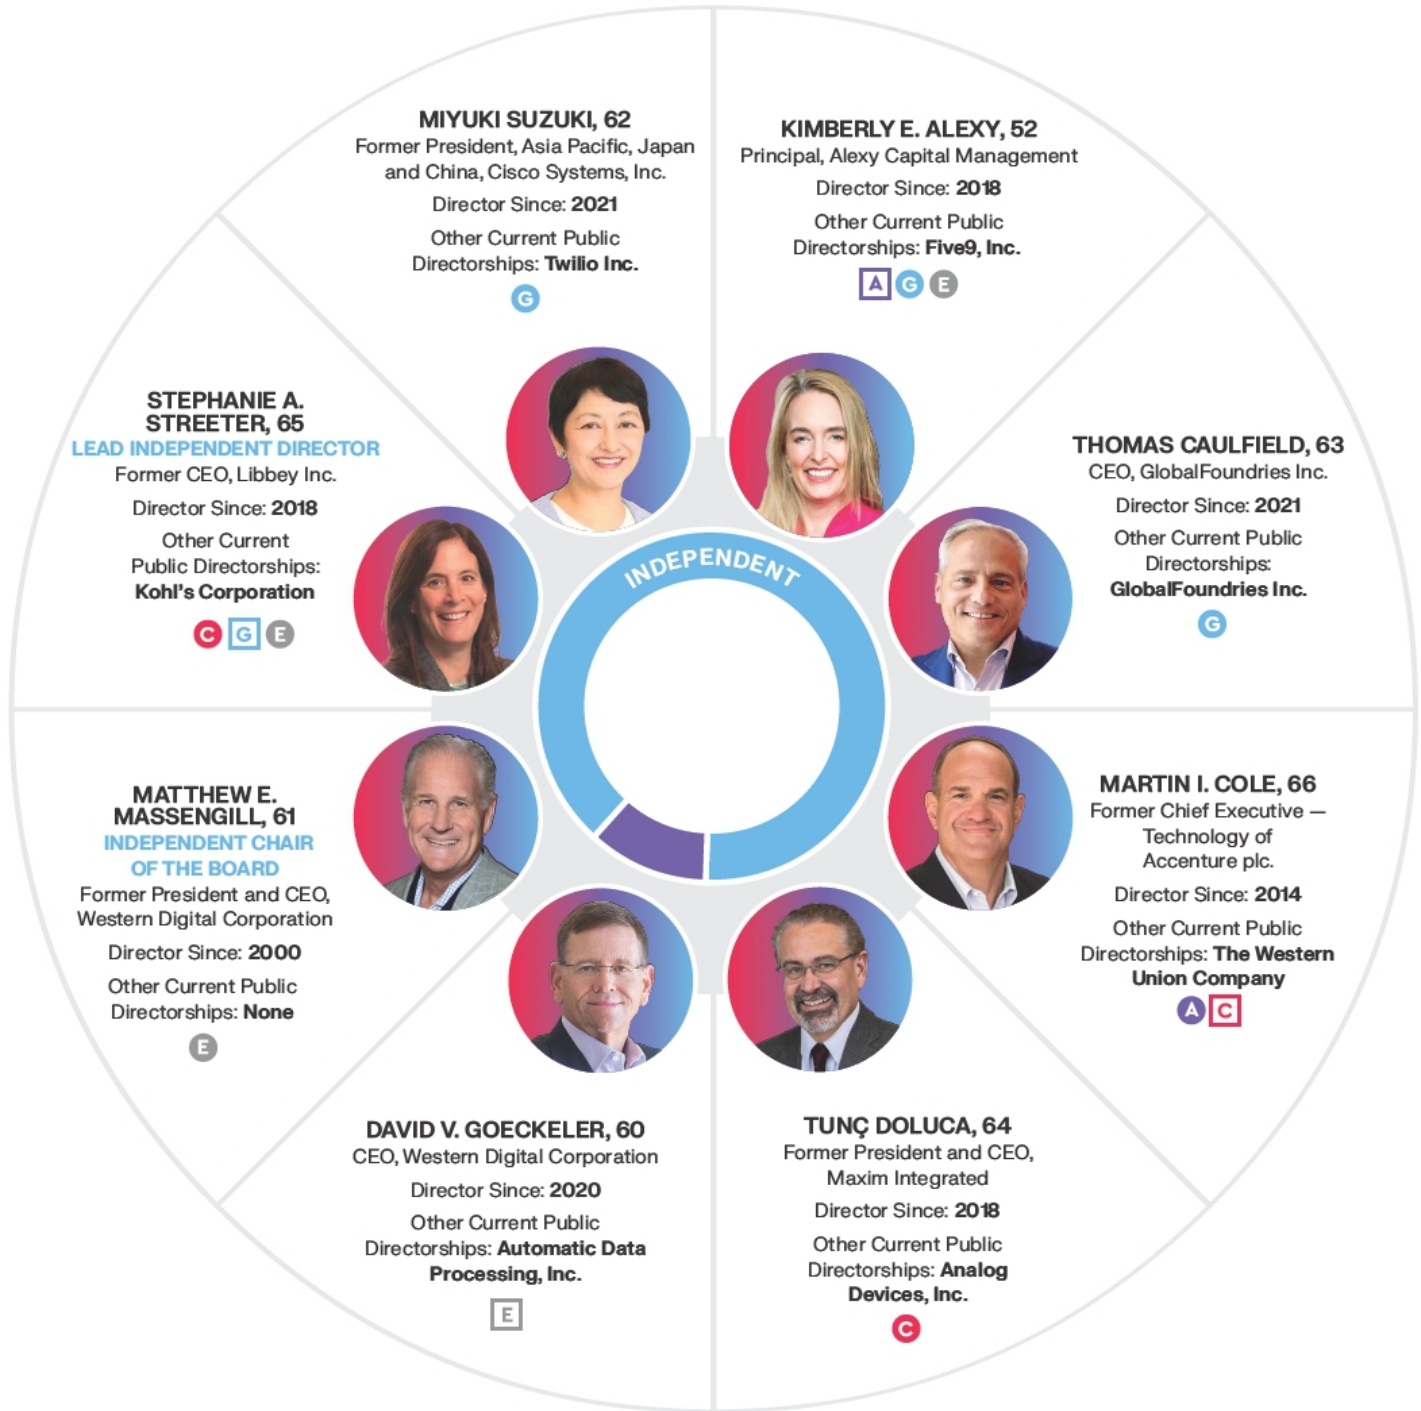 MIYUKI SUZUKI, 62
Former President, Asia Pacific, Japan
and China, Cisco Systems, Inc.
Director Since: 2021
Other Current Public
Directorships: Twilio Inc.
G
KIMBERLY E. ALEXY, 52
Principal, Alexy Capital Management
Director Since: 2018
Other Current Public
Directorships: Five9, Inc.
A G E
STEPHANIE A.
STREETER, 65
LEAD INDEPENDENT DIRECTOR
Former CEO, Libbey Inc.
Director Since: 2018
Other Current
Public Directorships:
Kohl's Corporation
C G E
THOMAS CAULFIELD, 63
CEO, GlobalFoundries Inc.
Director Since: 2021
Other Current Public
Directorships:
GlobalFoundries Inc.
G
INDEPENDENT
MATTHEW E.
MASSENGILL, 61
INDEPENDENT CHAIR
OF THE BOARD
Former President and CEO,
Western Digital Corporation
Director Since: 2000
Other Current Public
Directorships: None
E
MARTIN I. COLE, 66
Former Chief Executive —
Technology of
Accenture plc.
Director Since: 2014
Other Current Public
Directorships: The Western
Union Company
A C
DAVID V. GOECKELER, 60
CEO, Western Digital Corporation
Director Since: 2020
Other Current Public
Directorships: Automatic Data
Processing, Inc.
E
TUNÇ DOLUCA, 64
Former President and CEO,
Maxim Integrated
Director Since: 2018
Other Current Public
Directorships: Analog
Devices, Inc.
C